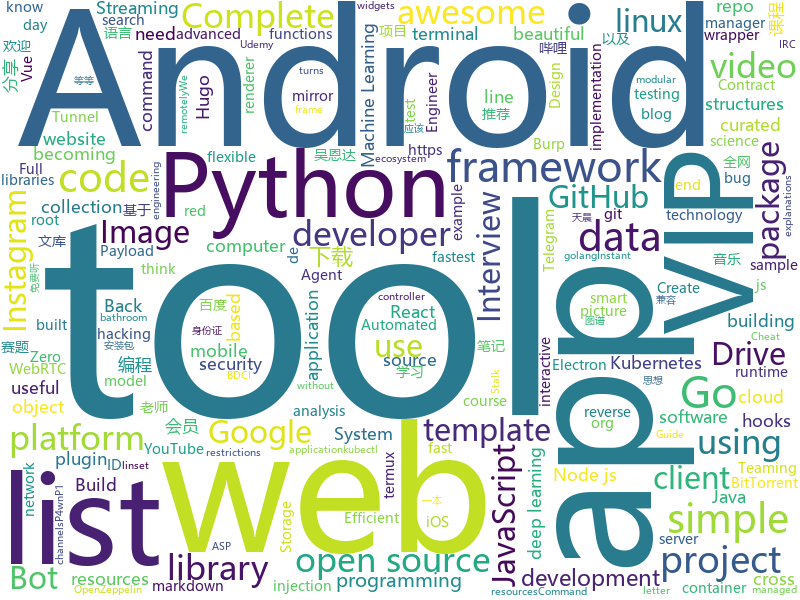 know
day
Streaming
search
Complete
awesome
linux
repo
manager
wrapper
课程
Udemy
IRC
欢迎
Vue
语言
needadvanced
functions
terminal
beautiful
项目
哔哩
以及
分享
等等
Android
video
implementation
Tunnel
remotelyWe
command
Hugo
renderer
Machine Learning
Engineer
line
推荐
Design
testing
blog
Contract
structures
turns
frame
mirror
test
应该
Burp
modular
website
code
Python
framework
curated
science
becoming
flexible
https
吴恩达
ecosystem
GitHub
全网
bug
Full
libraries
collection
engineering
基于
red
developer
example
git
end
technology
explanations
root
文库
Image
computer
fastest
天晨
data
package
Instagram
de
下载
Interview
Telegram
golangInstant
音乐
Payload
think
Agent
Create
sample
js
免要听
Back
bathroom
controller
application
React
smart
picture
兼容
building
赛题
built
编程
based
百度
身份证
Automated
use
source
笔记
图谱
Drive
Zero
hacking
安装包
mobile
Electron
Kubernetes
Cheat
WebRTC
useful
model
BDCI
security
学习
interactive
Go
runtime
object
老师
without
course
Stalk
reverse
思想
cloud
tool
web
app
vip
list
platform
会员
Google
analysis
template
hooks
software
org
Guide
System
using
Teaming
plugin
YouTube
fast
restrictions
JavaScript
Node js
BitTorrent
network
ID
linset
library
applicationkubectl
termux
client
Java
channelsP4wnP1
Build
Storage
iOS
deep learning
simple
Bot
resources
Efficient
一本
open source
project
server
OpenZeppelin
markdown
ASP
injection
programming
resourcesCommand
development
letter
container
managed
cross